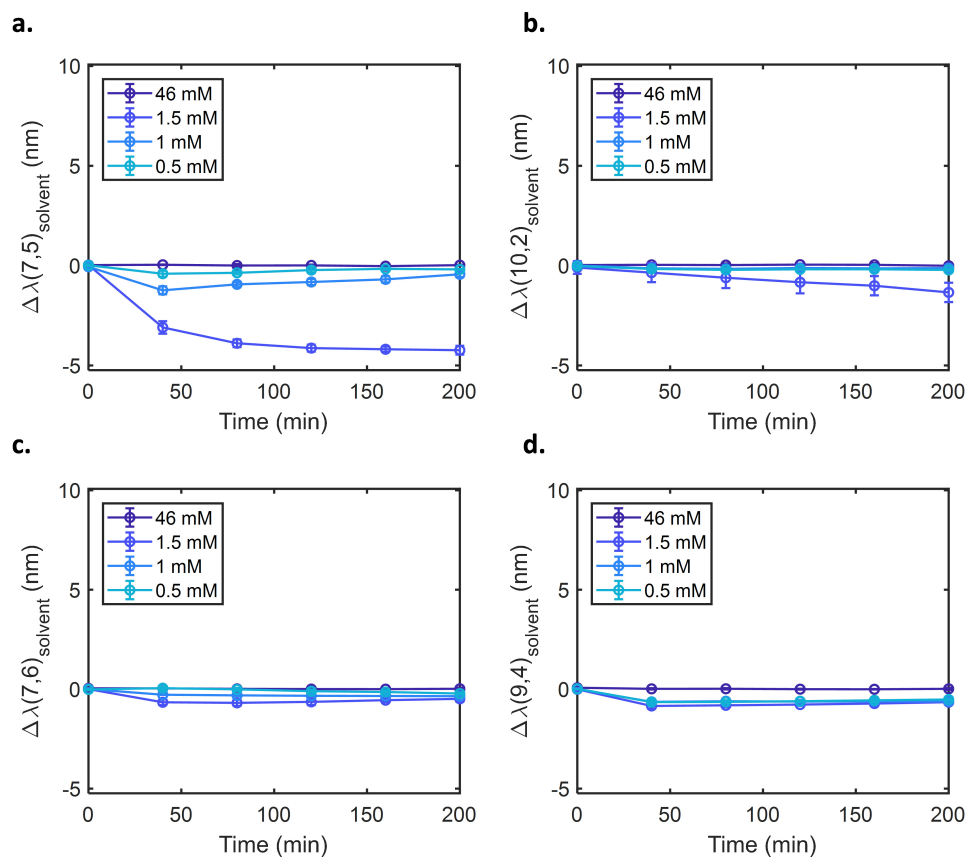 a.
10
5
0
-5
Δ λ(7,5)solvent (nm)
46 mM
1.5 mM
1 mM
0.5 mM
0 50 100 150 200
Time (min)
b.
10
5
0
-5
Δ λ(10,2)solvent (nm)
46 mM
1.5 mM
1 mM
0.5 mM
0 50 100 150 200
Time (min)
c.
10
5
0
-5
Δ λ(7,6)solvent (nm)
46 mM
1.5 mM
1 mM
0.5 mM
0 50 100 150 200
Time (min)
d.
10
5
0
-5
Δ λ(9,4)solvent (nm)
46 mM
1.5 mM
1 mM
0.5 mM
0 50 100 150 200
Time (min)